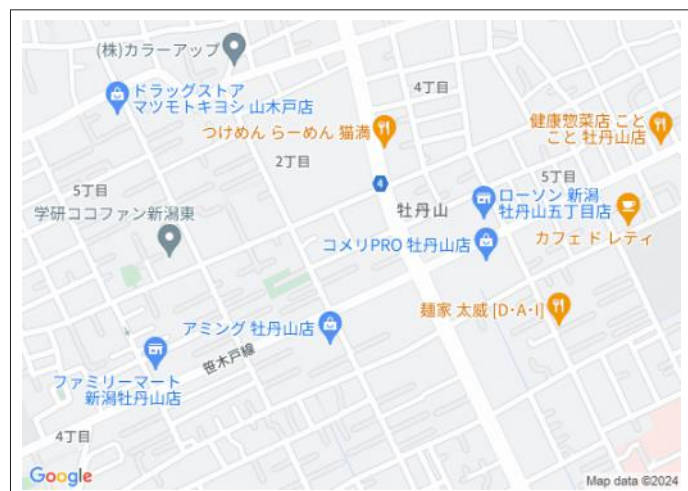 (株)カラーアップ
ドラッグストア
マツモトキヨシ 山木戸店
4丁目
つけめん らーめん 猫満
健康惣菜店 こと
こと 牡丹山店
2丁目
5丁目
4
5丁目
学研ココファン新潟東
牡丹山
ローソン 新潟
牡丹山五丁目店
コメリPRO 牡丹山店
カフェ ド レティ
麺家 太威 [D･A･I]
アミング 牡丹山店
笹木戸線
ファミリーマート
新潟牡丹山店
4丁目
Google
Map data ©2024